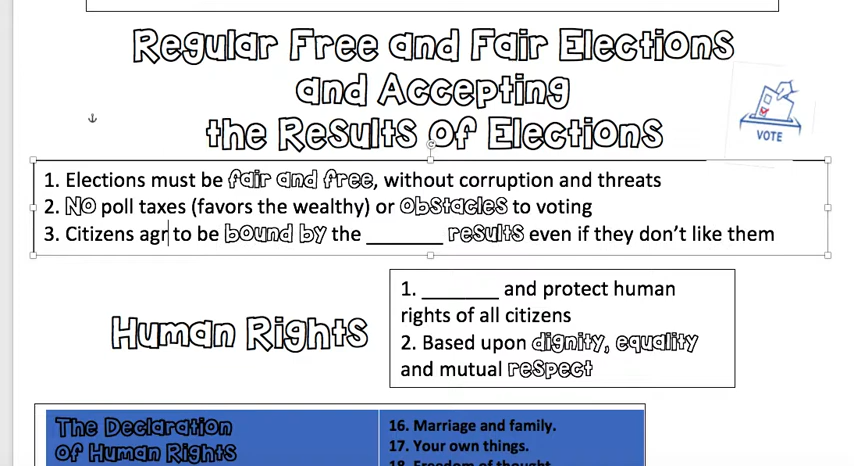 Regular Free and Fair Elections
and Accepting
the Results of Elections
VOTE
1. Elections must be fair and free, without corruption and threats
2. NO poll taxes (favors the wealthy) or obstacles to voting
3. Citizens agr to be bound by the _______ results even if they don't like them
Human Rights
1. _______ and protect human
rights of all citizens
2. Based upon dignity, equality
and mutual respect
The Declaration
of Human Rights
16. Marriage and family.
17. Your own things.
18. Freedom of thought